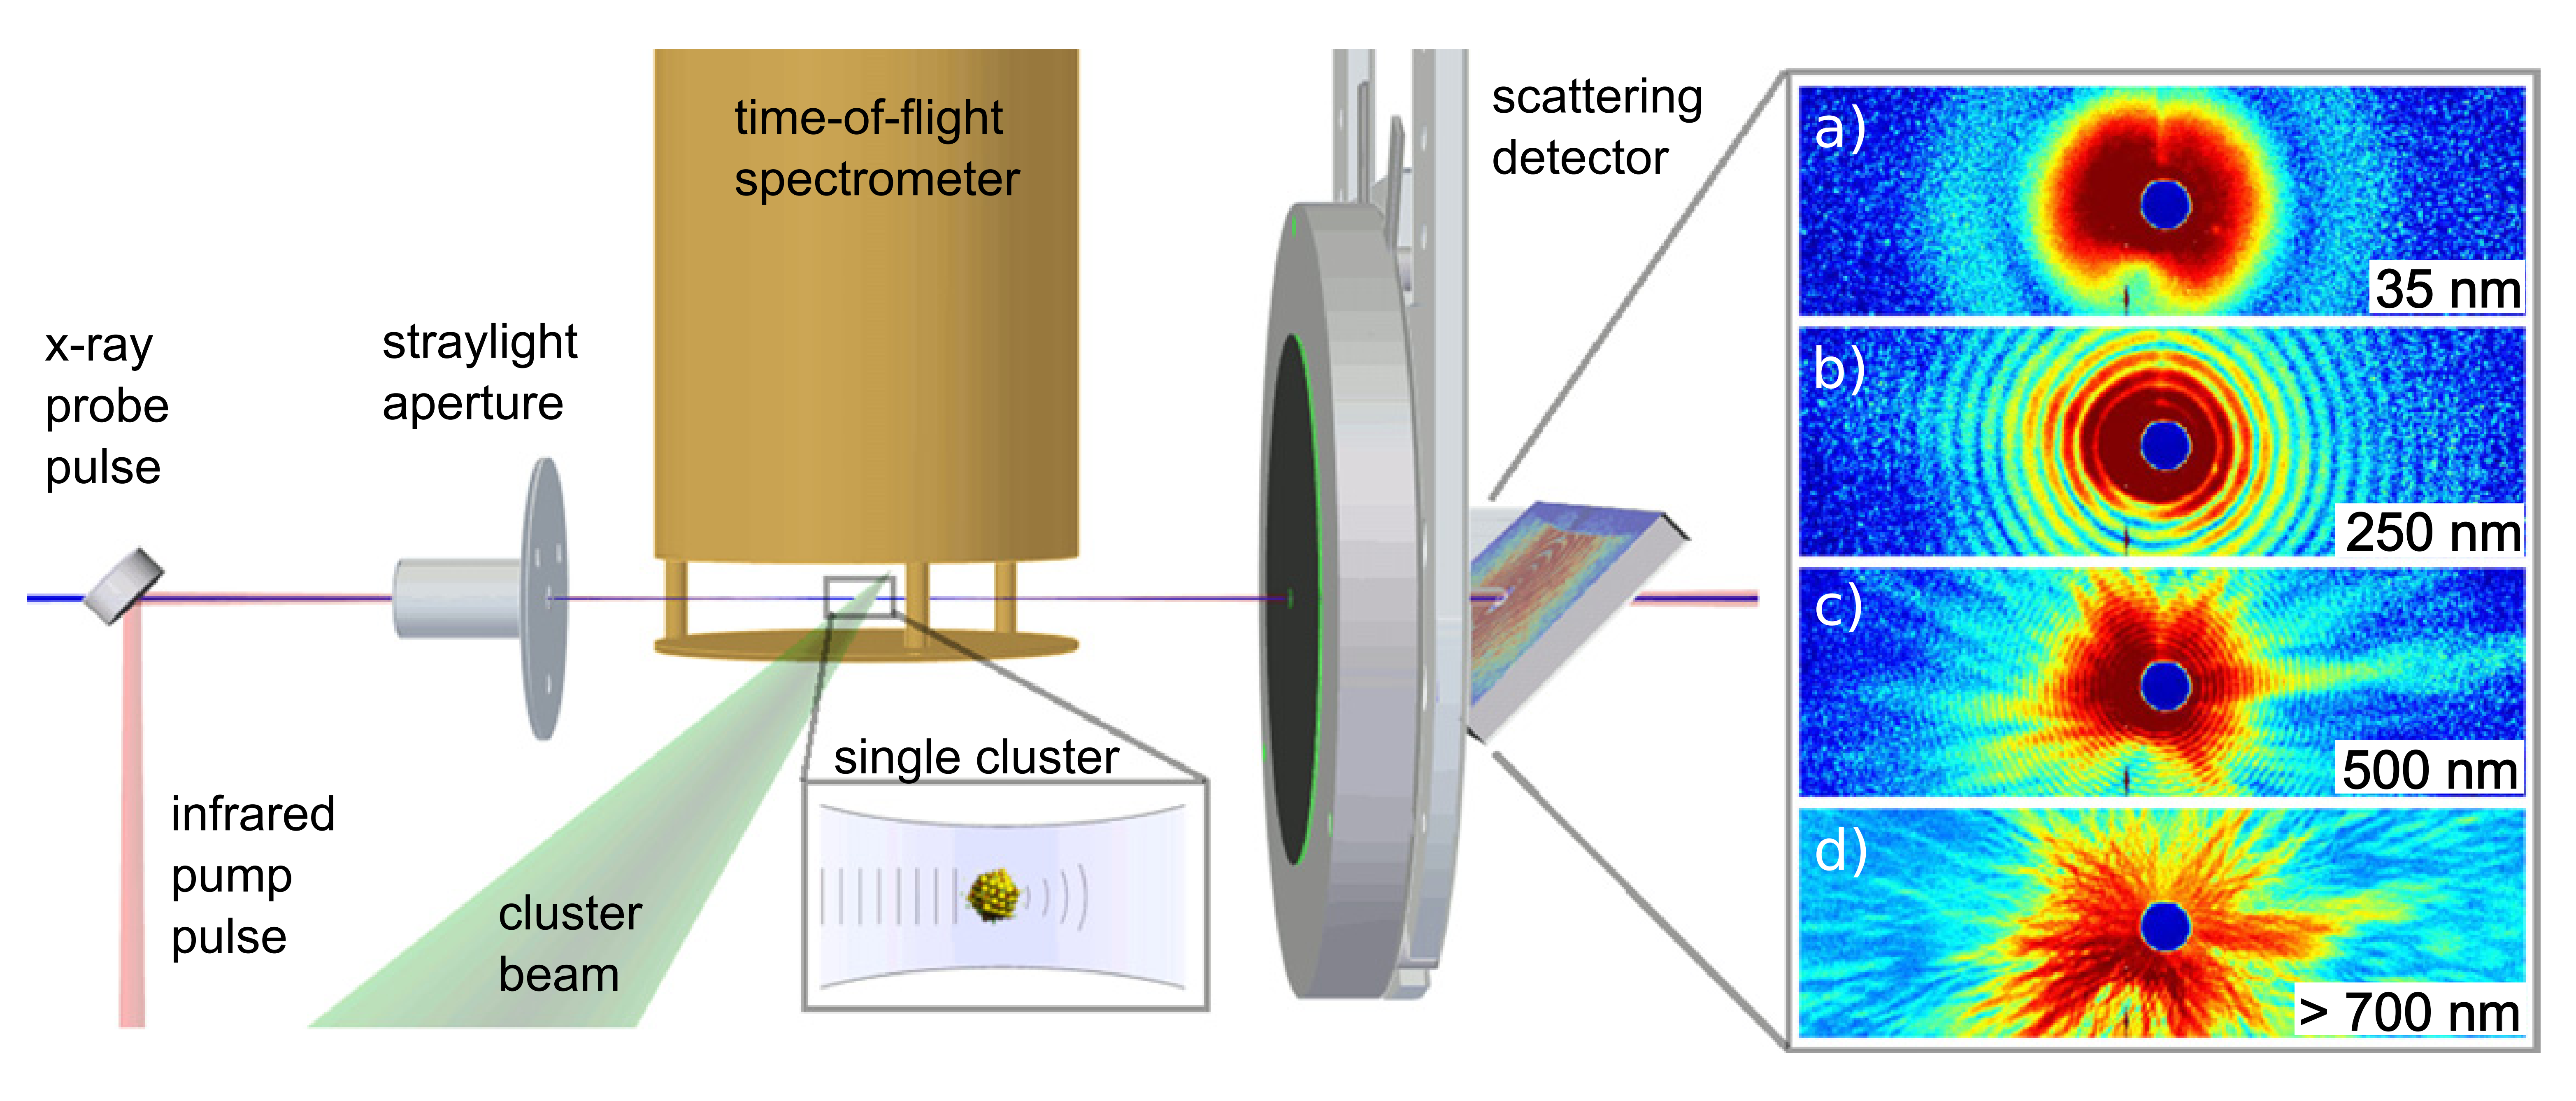 x-ray
probe
pulse
infrared
pump
pulse
straylight
aperture
time-of-flight
spectrometer
cluster
beam
single cluster
scattering
detector
a)
35 nm
b)
250 nm
c)
500 nm
d)
> 700 nm